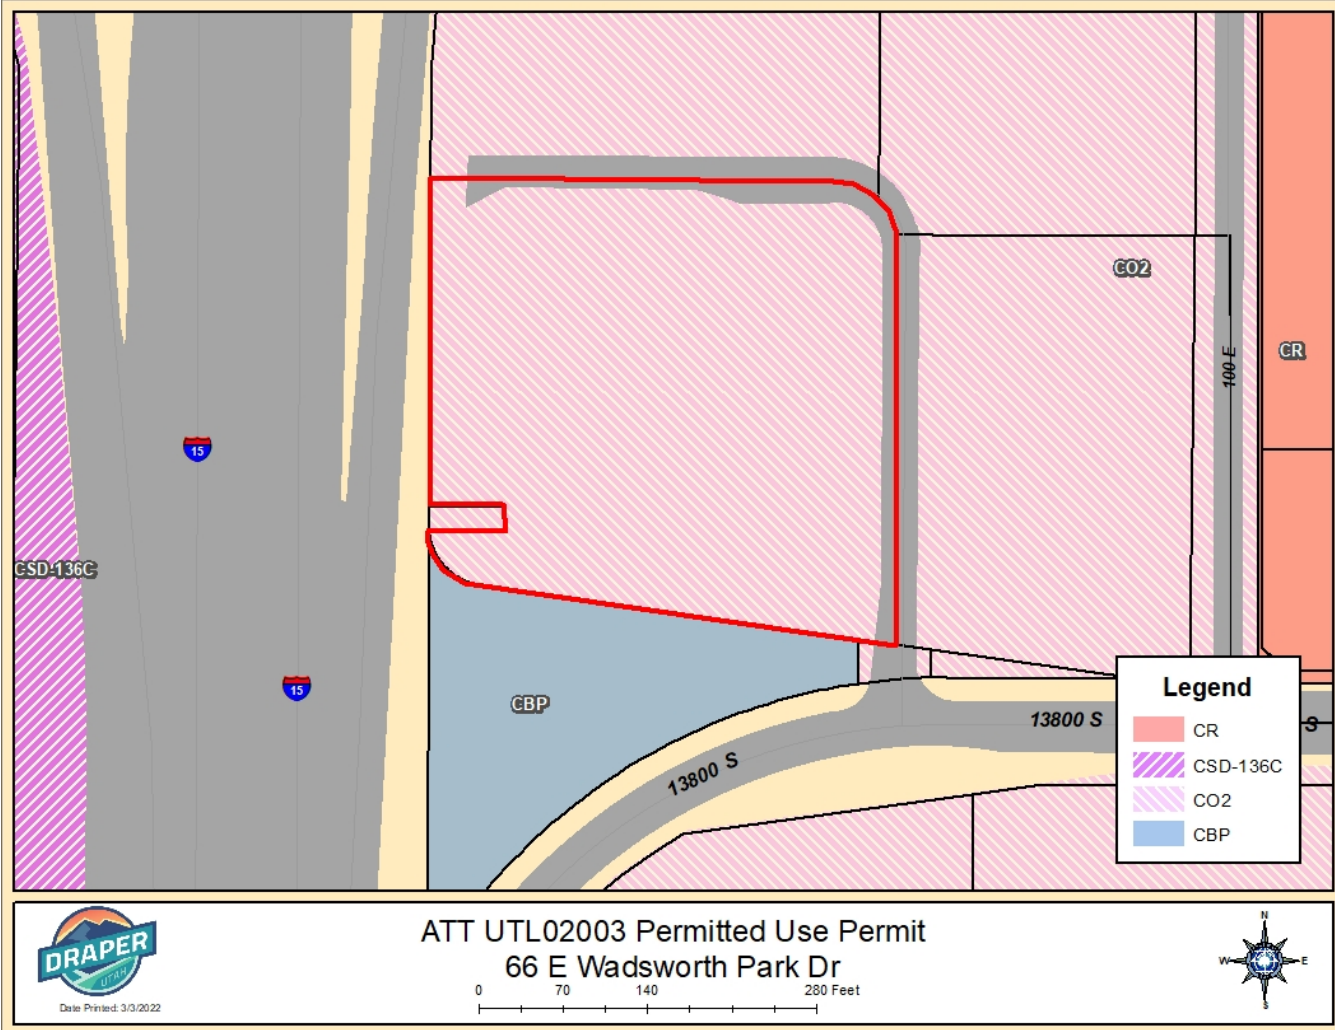 CO2
CR
100 E
15
CSD-136C
15
CBP
13800 S
13800 S
S
Legend
CR
CSD-136C
CO2
CBP
DRAPER
UTAH
Date Printed: 3/3/2022
ATT UTL02003 Permitted Use Permit
66 E Wadsworth Park Dr
0 70 140 280 Feet
N
W E
S